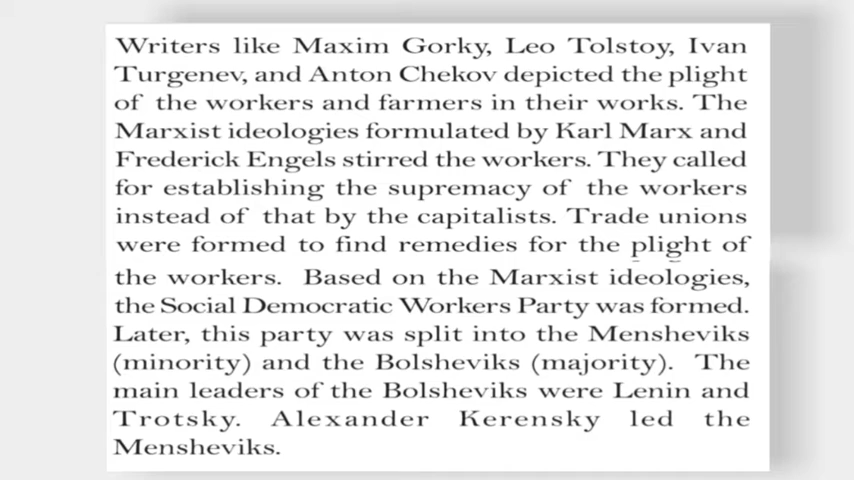 Writers like Maxim Gorky, Leo Tolstoy, Ivan
Turgenev, and Anton Chekov depicted the plight
of the workers and farmers in their works. The
Marxist ideologies formulated by Karl Marx and
Frederick Engels stirred the workers. They called
for establishing the supremacy of the workers
instead of that by the capitalists. Trade unions
were formed to find remedies for the plight of
the workers. Based on the Marxist ideologies,
the Social Democratic Workers Party was formed.
Later, this party was split into the Mensheviks
(minority) and the Bolsheviks (majority). The
main leaders of the Bolsheviks were Lenin and
Trotsky. Alexander Kerensky led the
Mensheviks.